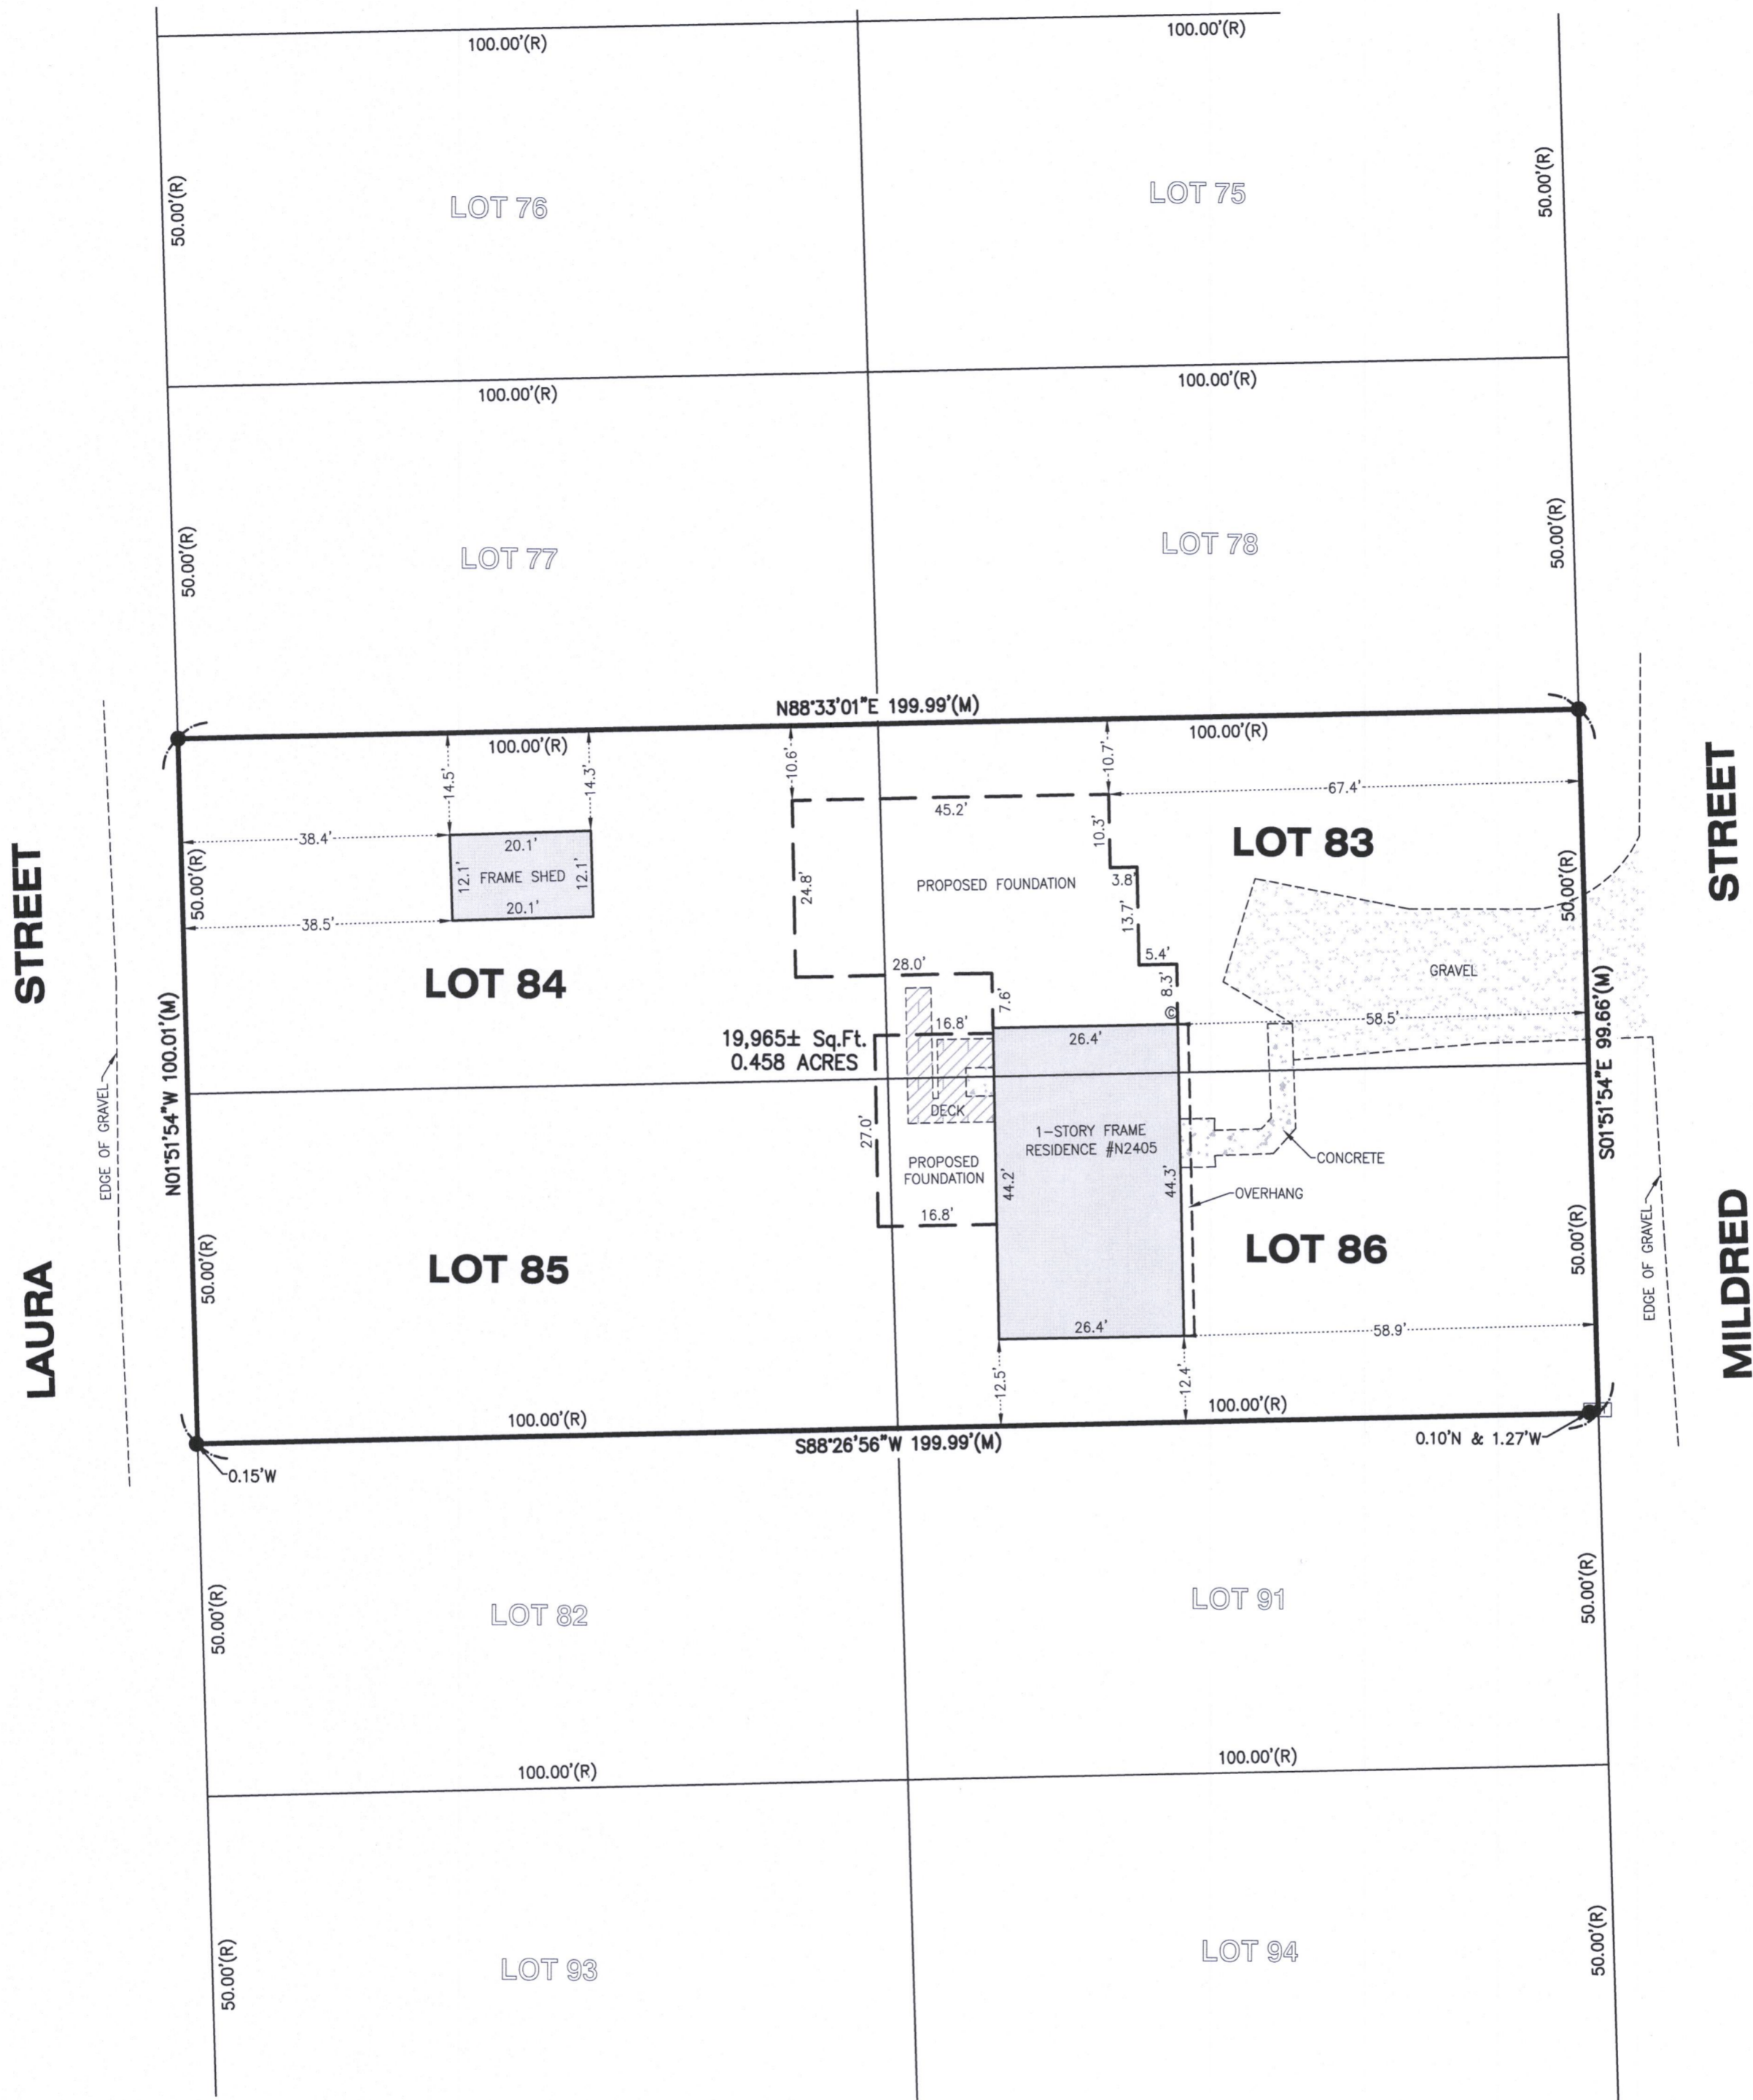 100.00'(R)
100.00'(R)
50.00'(R)
LOT 76
LOT 75
50.00'(R)
100.00'(R)
100.00'(R)
50.00'(R)
LOT 77
LOT 78
50.00'(R)
N88°33'01"E 199.99'(M)
100.00'(R)
100.00'(R)
14.5'
14.3'
10.6'
10.7'
67.4'
38.4'
45.2'
10.3'
LOT 83
20.1'
12.1'
FRAME SHED
12.1'
20.1'
50.00'(R)
24.8'
PROPOSED FOUNDATION
3.8'
50.00'(R)
38.5'
13.7'
STREET
STREET
LOT 84
28.0'
5.4'
GRAVEL
7.6'
8.3'
©
58.5'
N01°51'54"W 100.01'(M)
19,965± Sq.Ft.
0.458 ACRES
16.8'
26.4'
S01°51'54"E 99.66'(M)
EDGE OF GRAVEL
DECK
27.0'
1-STORY FRAME
RESIDENCE #N2405
CONCRETE
PROPOSED
FOUNDATION
44.2'
44.3'
OVERHANG
16.8'
50.00'(R)
LOT 85
LOT 86
50.00'(R)
EDGE OF GRAVEL
LAURA
MILDRED
26.4'
58.9'
12.5'
12.4'
100.00'(R)
100.00'(R)
S88°26'56"W 199.99'(M)
0.10'N & 1.27'W
0.15'W
50.00'(R)
LOT 82
LOT 91
50.00'(R)
100.00'(R)
100.00'(R)
50.00'(R)
LOT 93
LOT 94
50.00'(R)